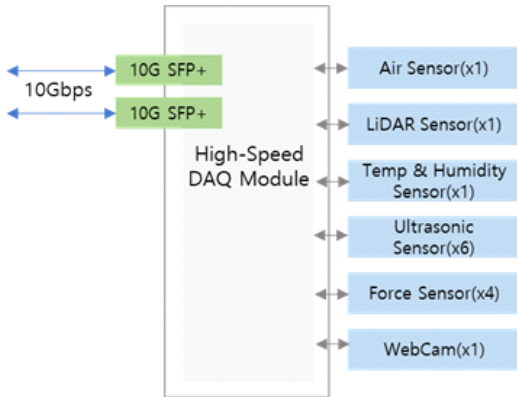 10G SFP+
10Gbps
10G SFP+
High-Speed
DAQ Module
Air Sensor(x1)
LiDAR Sensor(x1)
Temp & Humidity
Sensor(x1)
Ultrasonic
Sensor(x6)
Force Sensor(x4)
WebCam(x1)